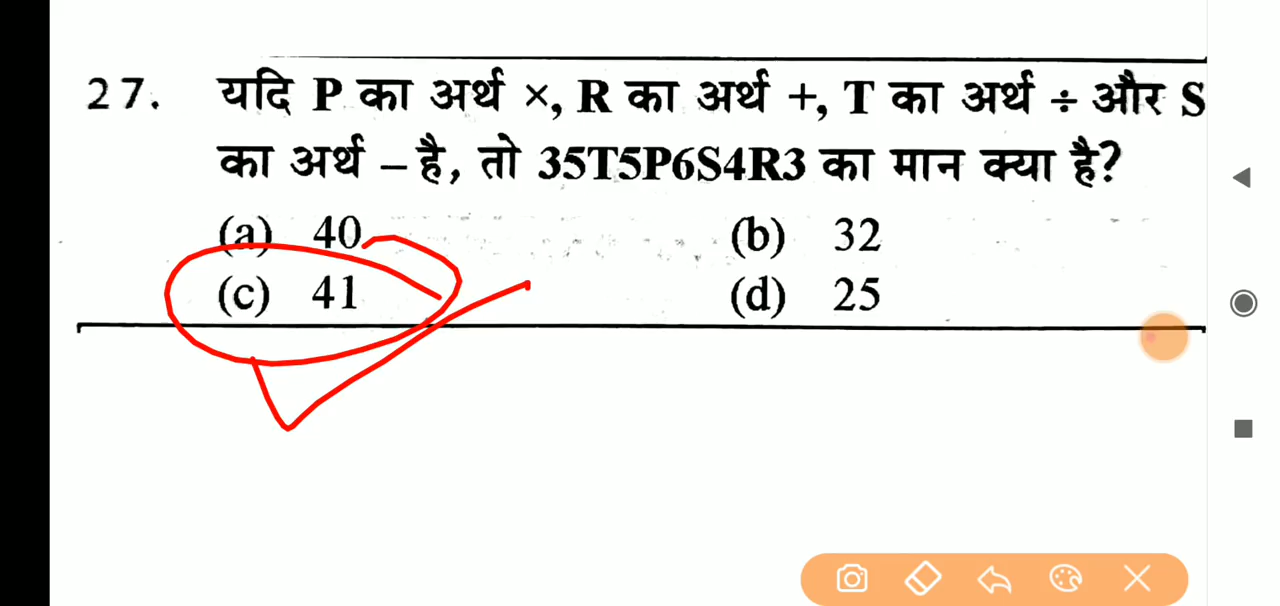 27. यदि P का अर्थ ×, R का अर्थ +, T का अर्थ ÷ और S
का अर्थ – है, तो 35T5P6S4R3 का मान क्या है?
(a) 40 (b) 32
(c) 41 (d) 25